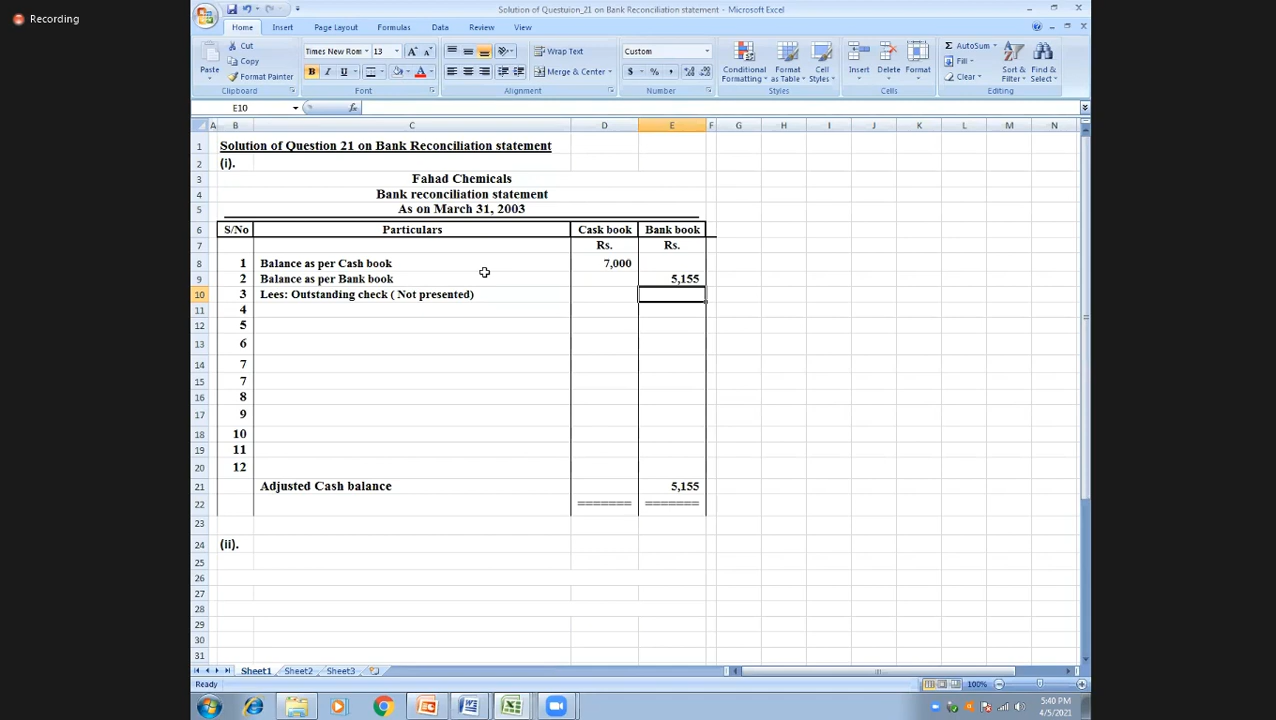 Recording
Solution of Questuion_21 on Bank Reconciliation statement - Microsoft Excel
Home Insert Page Layout Formulas Data Review View
Paste Cut Copy Format Painter Clipboard
Times New Rom 13 B I U A Font
Wrap Text Merge & Center Alignment
Custom $ % , Number
Conditional Formatting Format as Table Cell Styles Styles
Insert Delete Format Cells
Σ AutoSum Fill Clear Sort & Filter Find & Select Editing
E10 fx
A B C D E F G H I J K L M N
1 Solution of Question 21 on Bank Reconciliation statement
2 (i).
3 Fahad Chemicals
4 Bank reconciliation statement
5 As on March 31, 2003
6 S/No Particulars Cask book Bank book
7 Rs. Rs.
8 1 Balance as per Cash book 7,000
9 2 Balance as per Bank book 5,155
10 3 Lees: Outstanding check ( Not presented)
11 4
12 5
13 6
14 7
15 7
16 8
17 9
18 10
19 11
20 12
21 Adjusted Cash balance 5,155
22 ======= =======
23
24 (ii).
25
26
27
28
29
30
31
Sheet1 Sheet2 Sheet3
Ready 100%
5:40 PM
4/5/2021